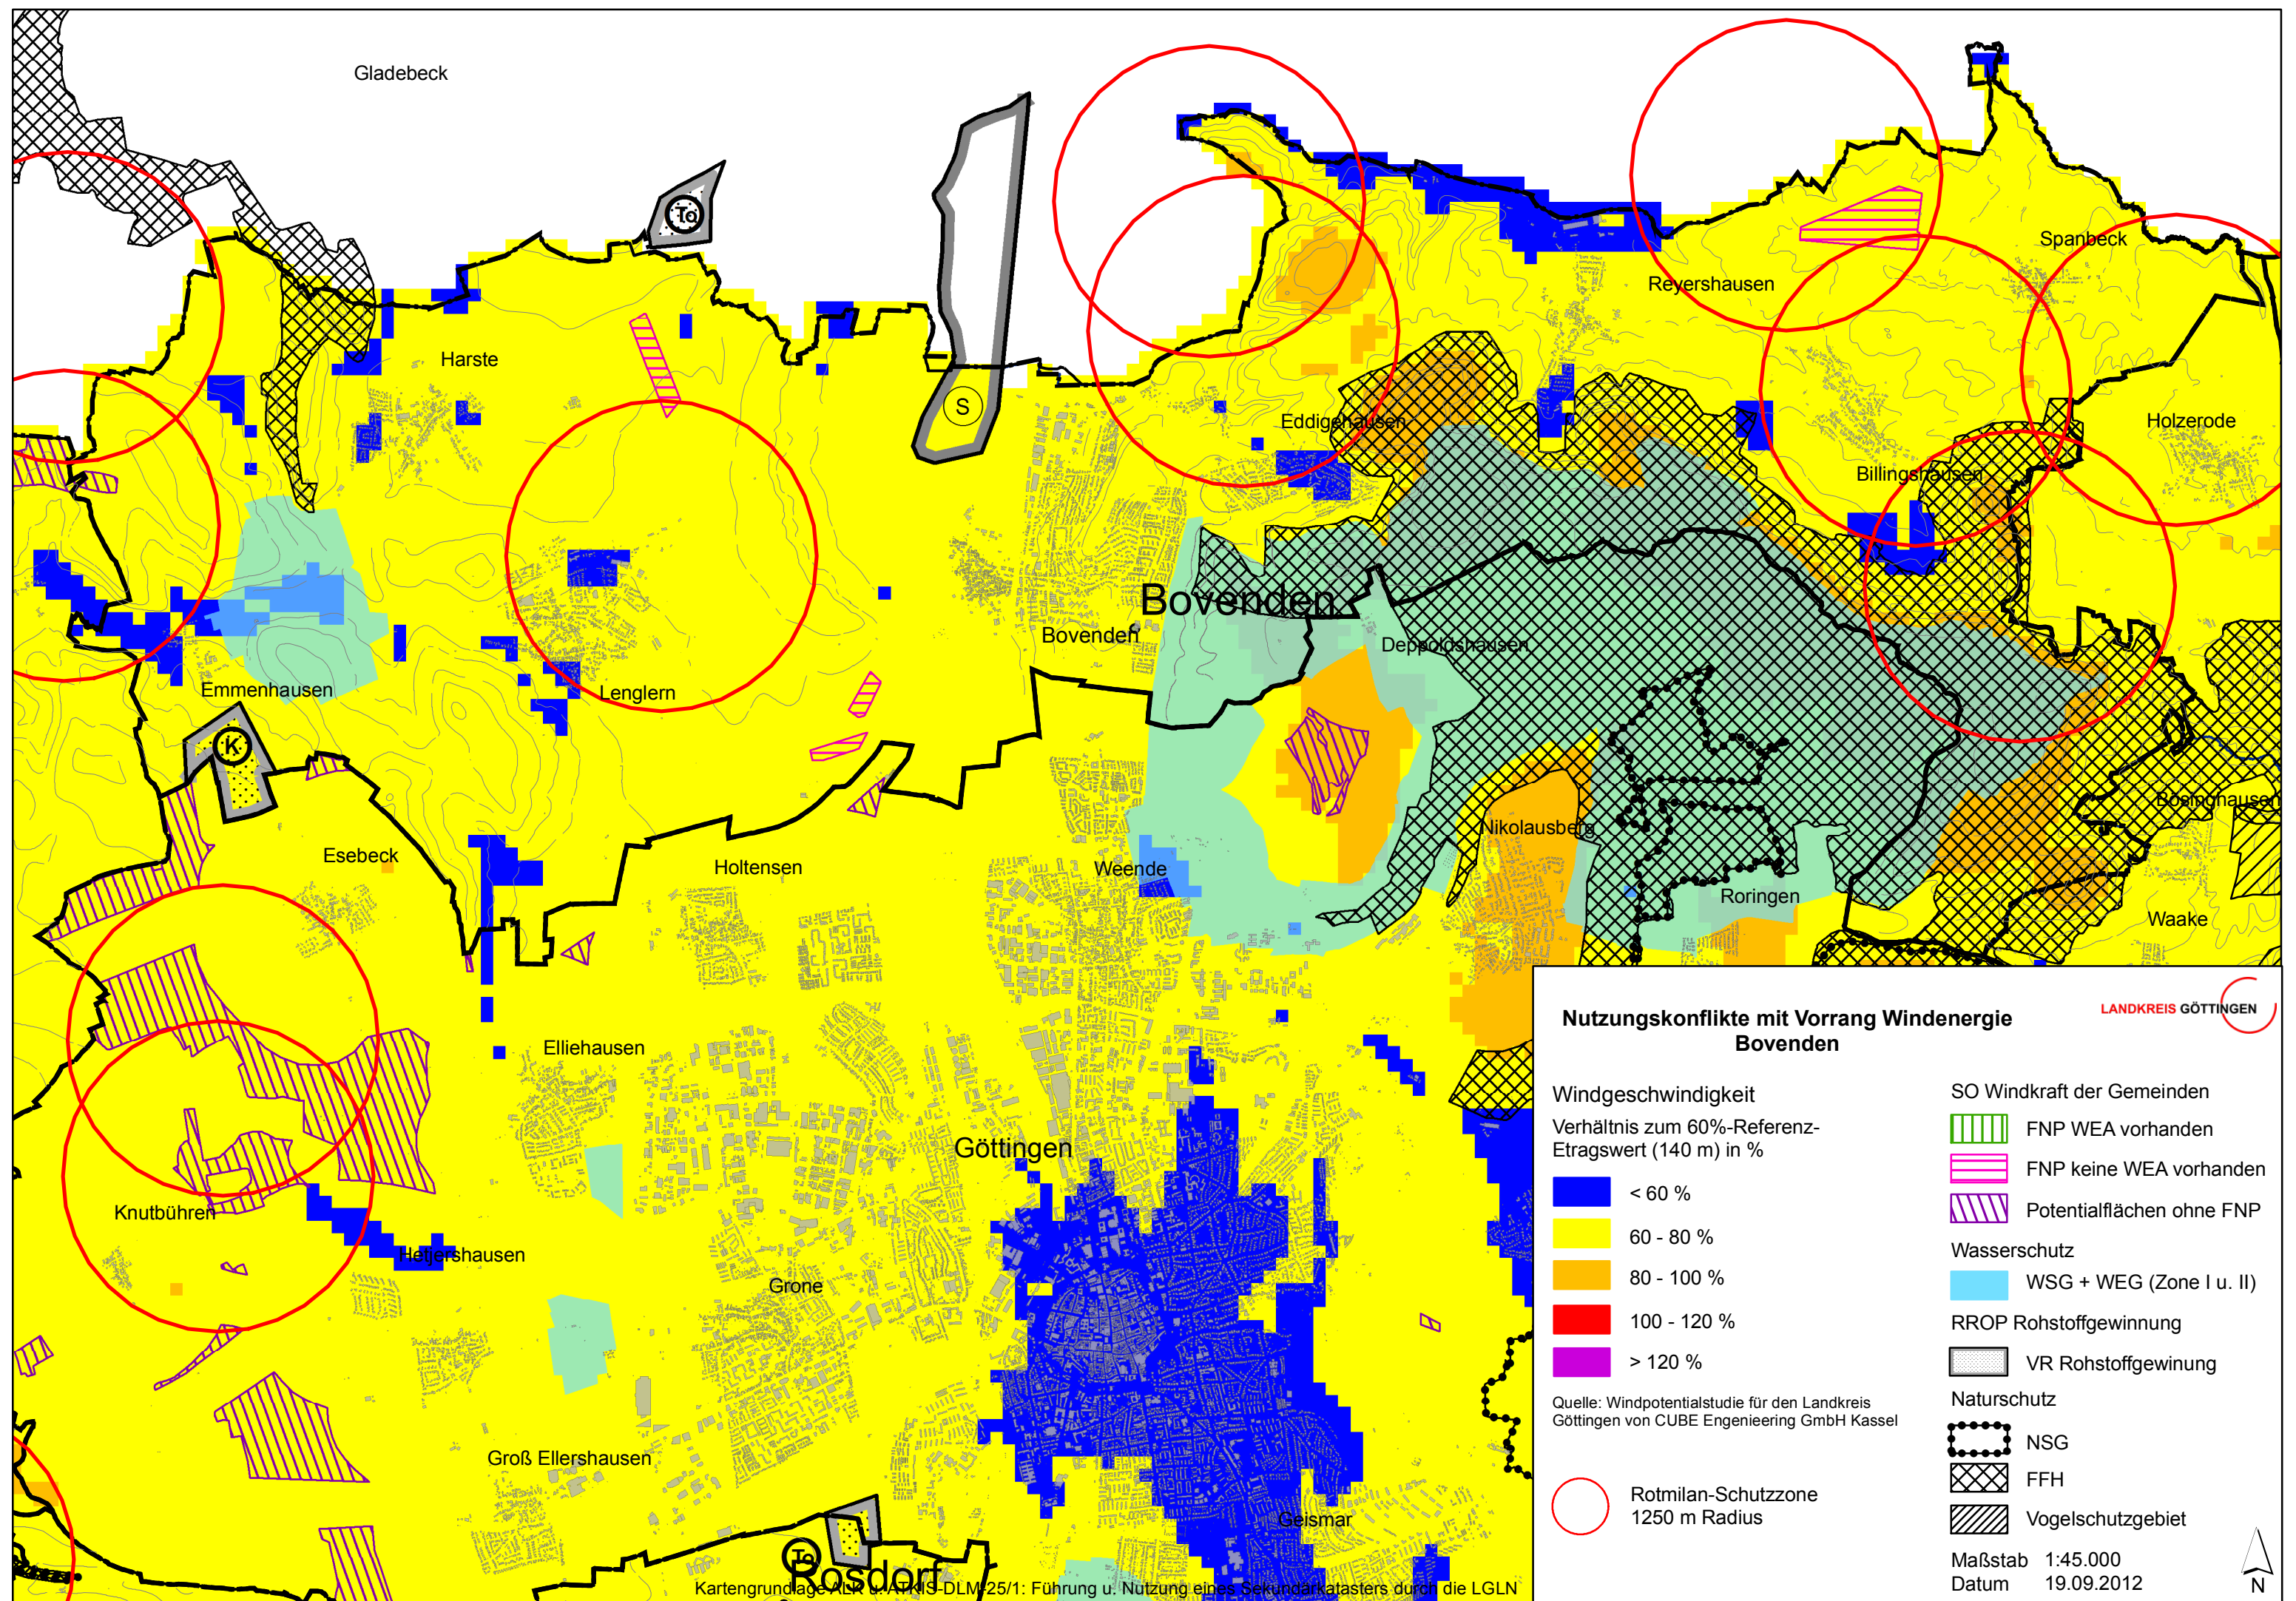 Gladebeck
To
Spanbeck
Reyershausen
Harste
S
Eddigehausen
Holzerode
Billingshausen
Bovenden
Bovenden
Deppoldshausen
Emmenhausen
Lenglern
K
Bösinghausen
Nikolausberg
Esebeck
Holtensen
Weende
Roringen
Waake
Elliehausen
Göttingen
Knutbühren
Hetjershausen
Grone
Groß Ellershausen
Geismar
To
Rosdorf
Kartengrundlage ALK u. ATKIS-DLM-25/1: Führung u. Nutzung eines Sekundärkatasters durch die LGLN
LANDKREIS GÖTTINGEN
Nutzungskonflikte mit Vorrang Windenergie
Bovenden
Windgeschwindigkeit
Verhältnis zum 60%-Referenz-
Etragswert (140 m) in %
< 60 %
60 - 80 %
80 - 100 %
100 - 120 %
> 120 %
Quelle: Windpotentialstudie für den Landkreis
Göttingen von CUBE Engenieering GmbH Kassel
Rotmilan-Schutzzone
1250 m Radius
SO Windkraft der Gemeinden
FNP WEA vorhanden
FNP keine WEA vorhanden
Potentialflächen ohne FNP
Wasserschutz
WSG + WEG (Zone I u. II)
RROP Rohstoffgewinnung
VR Rohstoffgewinung
Naturschutz
NSG
FFH
Vogelschutzgebiet
Maßstab 1:45.000
Datum 19.09.2012
N